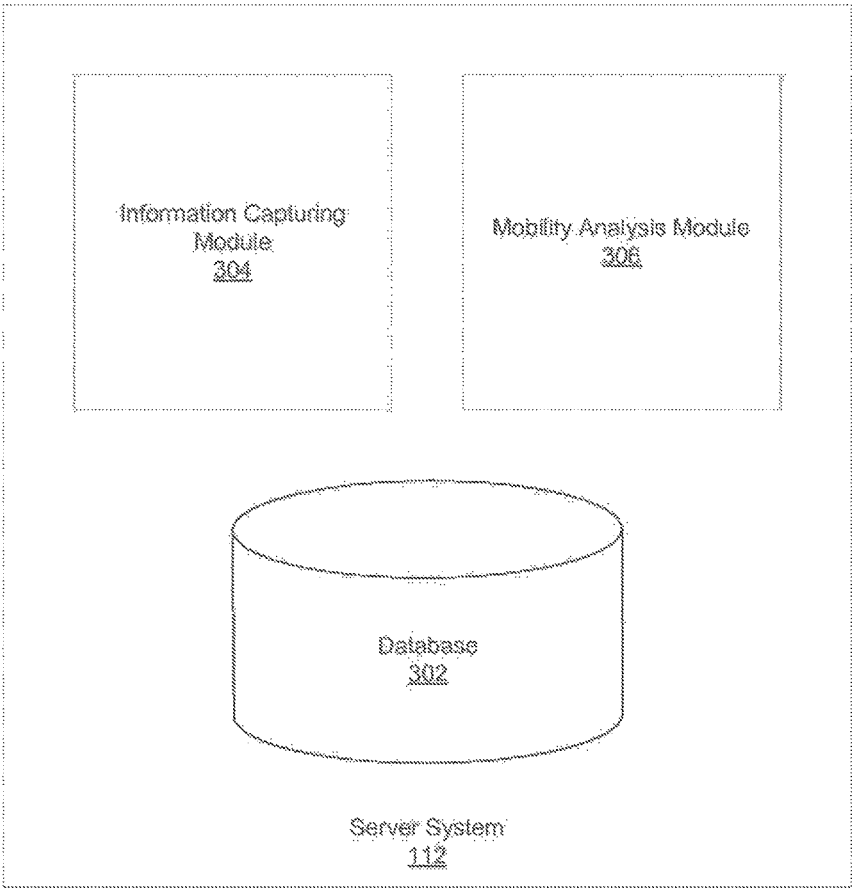 Information Capturing
Module
304
Mobility Analysis Module
306
Database
302
Server System
112